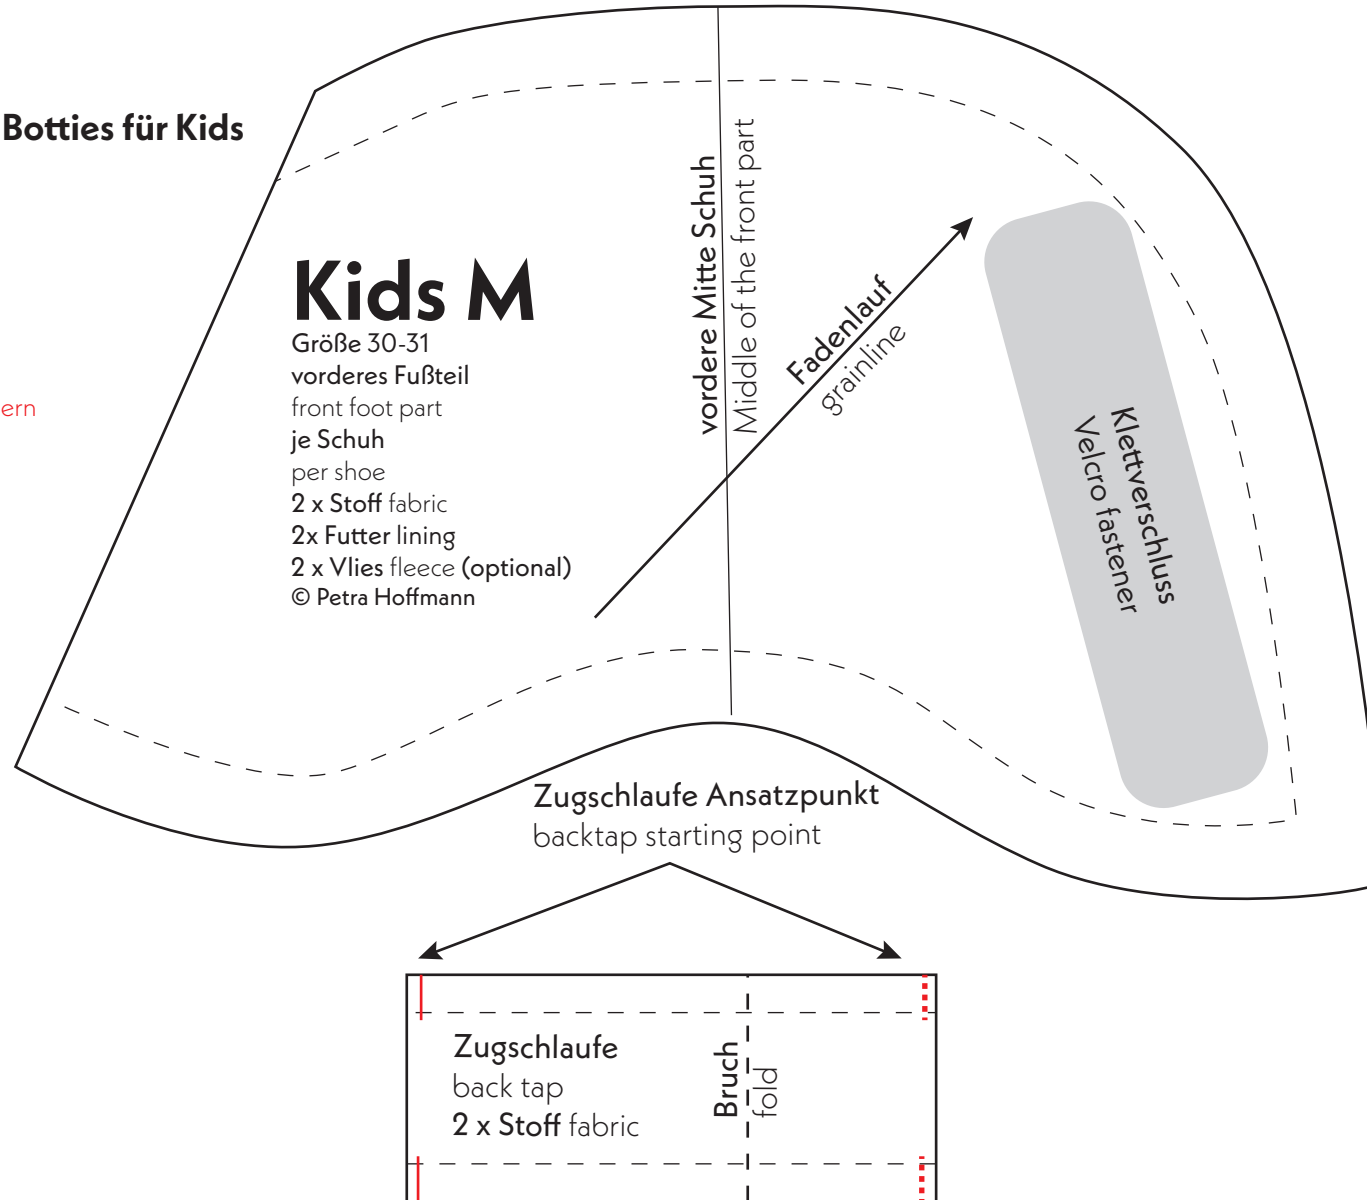 Botties für Kids
Kids M
Größe 30-31
vorderes Fußteil
front foot part
je Schuh
per shoe
2 x Stoff fabric
2x Futter lining
2 x Vlies fleece (optional)
© Petra Hoffmann
ern
vordere Mitte Schuh
Middle of the front part
Fadenlauf
grainline
Klettverschluss
Velcro fastener
Zugschlaufe Ansatzpunkt
backtap starting point
Zugschlaufe
back tap
2 x Stoff fabric
Bruch
fold